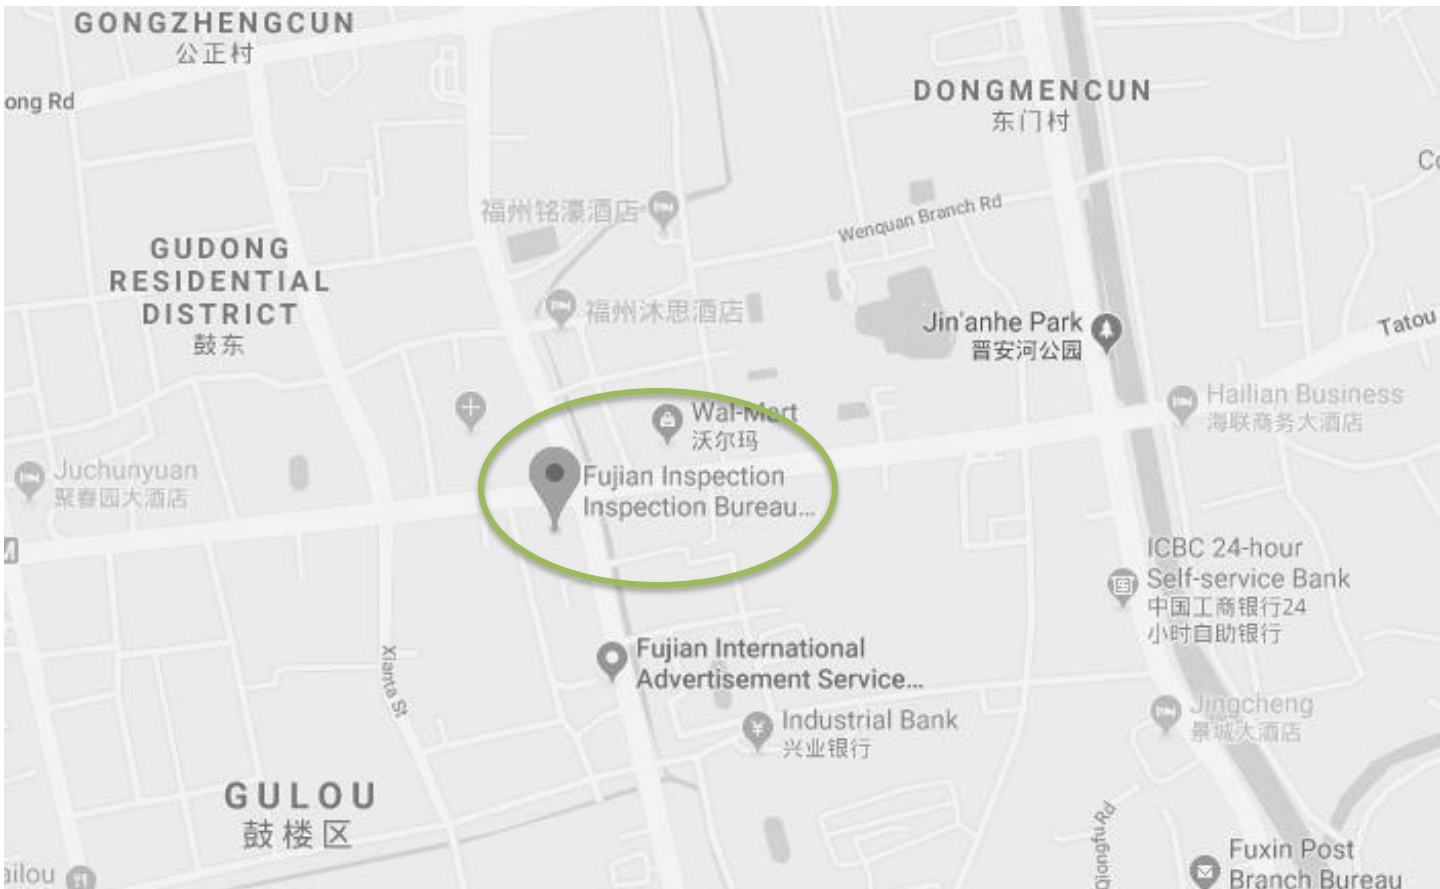 GONGZHENGCUN
公正村
ong Rd
DONGMENCUN
东门村
福州铭濠酒店
Wenquan Branch Rd
GUDONG
RESIDENTIAL
DISTRICT
鼓东
福州沐思酒店
Jin'anhe Park
晋安河公园
Tatou
Hailian Business
海联商务大酒店
Wal-Mart
沃尔玛
Juchunyuan
聚春园大酒店
Fujian Inspection
Inspection Bureau...
ICBC 24-hour
Self-service Bank
中国工商银行24
小时自助银行
Xianta St
Fujian International
Advertisement Service...
Industrial Bank
兴业银行
Jingcheng
景城大酒店
GULOU
鼓楼区
Qiongfu Rd
Fuxin Post
Branch Bureau
ailou